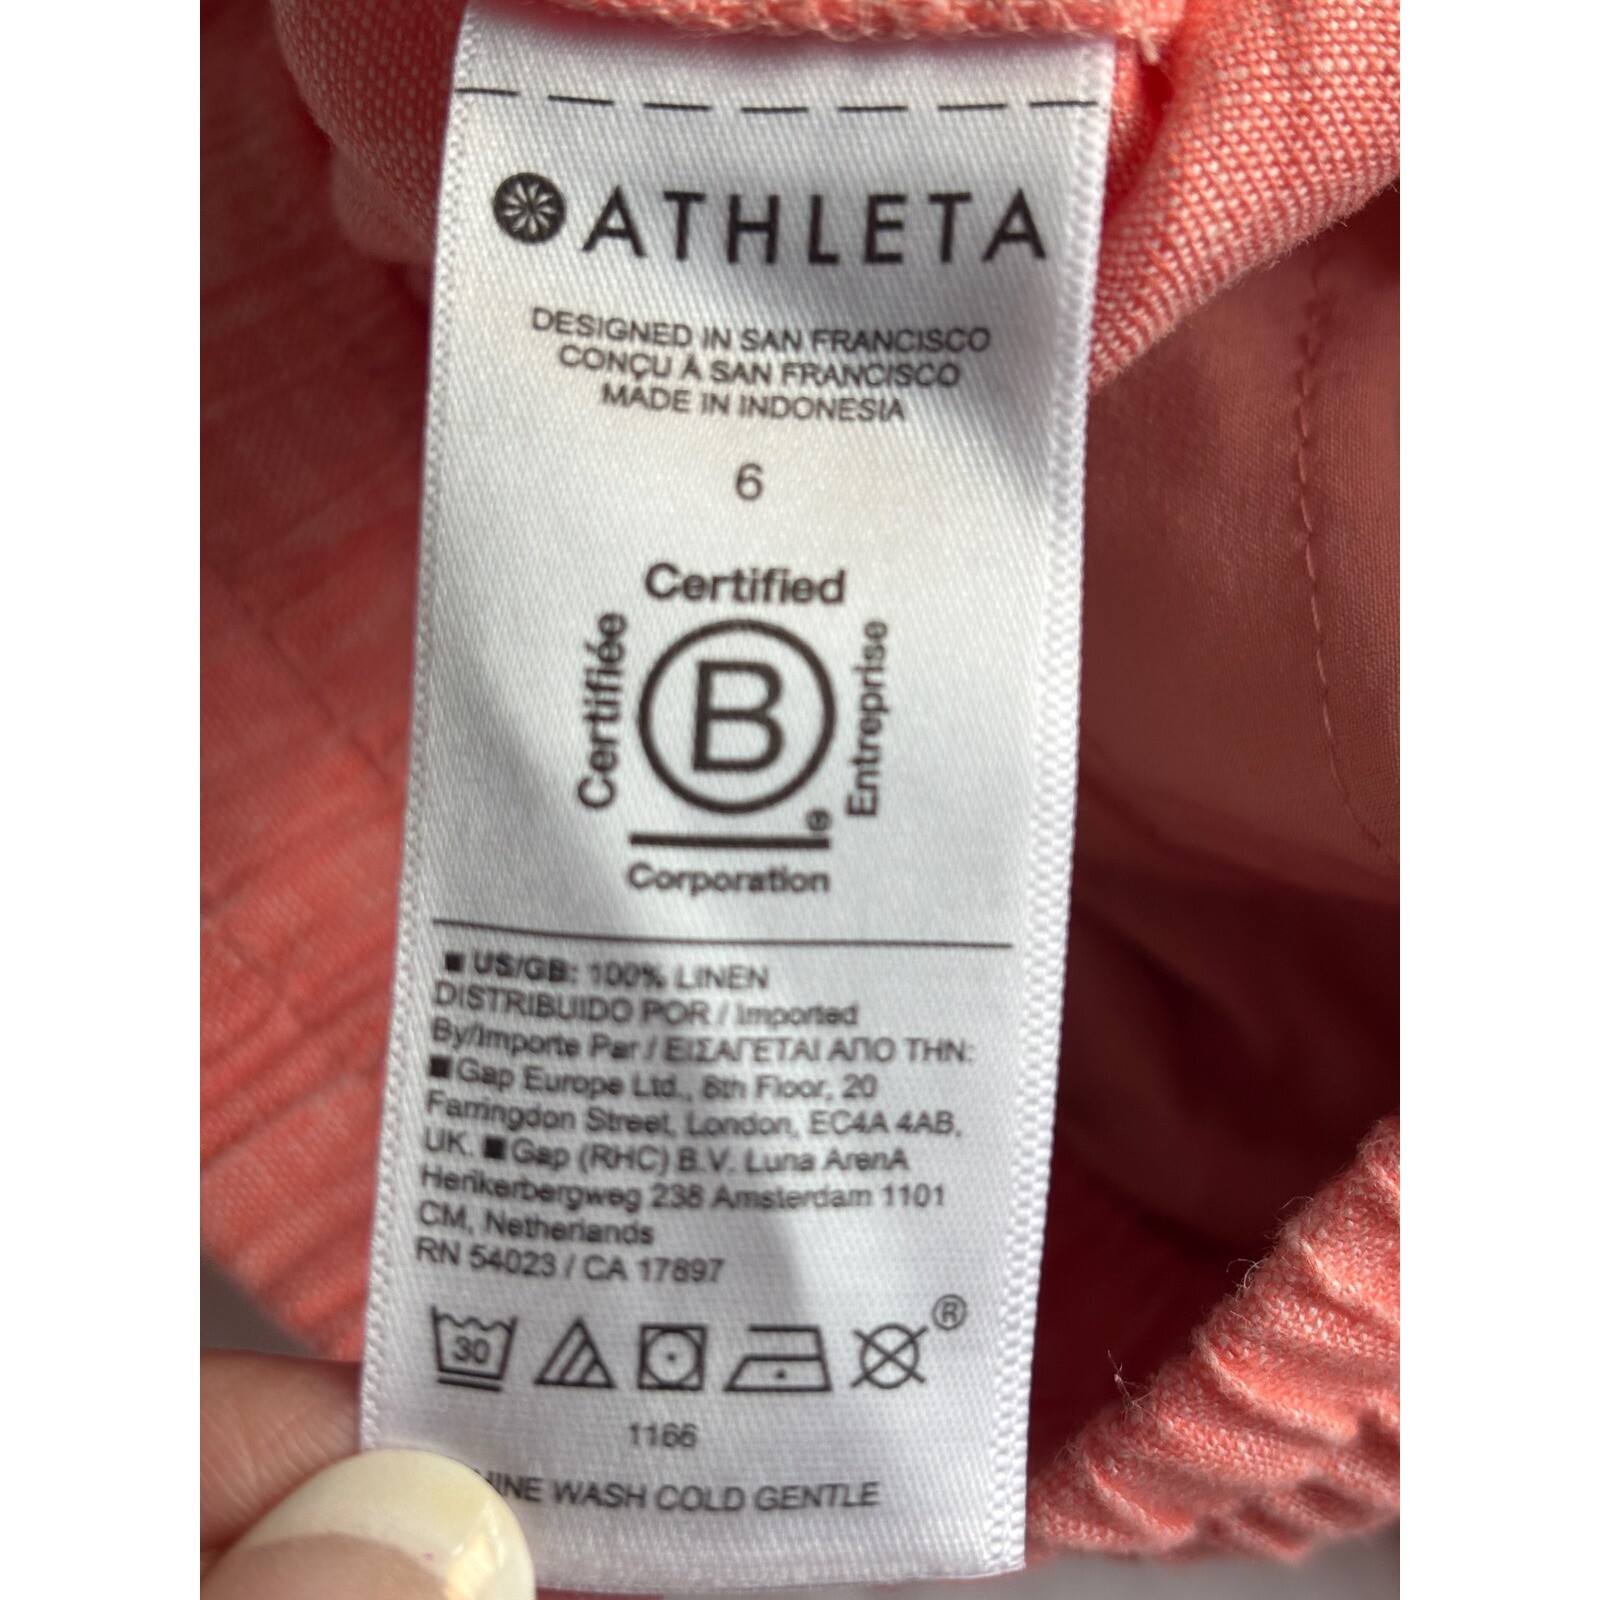 ATHLETA
DESIGNED IN SAN FRANCISCO
CONÇU À SAN FRANCISCO
MADE IN INDONESIA
6
Certified
Certifiée
B
Entreprise
®
Corporation
■ US/GB: 100% LINEN
DISTRIBUIDO POR / Imported
By/Importe Par / ΕΙΣΑΓΕΤΑΙ ΑΠΟ ΤΗΝ:
■ Gap Europe Ltd., 8th Floor, 20
Farringdon Street, London, EC4A 4AB,
UK. ■ Gap (RHC) B.V. Luna ArenA
Herikerbergweg 238 Amsterdam 1101
CM, Netherlands
RN 54023 / CA 17897
30
®
1166
WASH COLD GENTLE